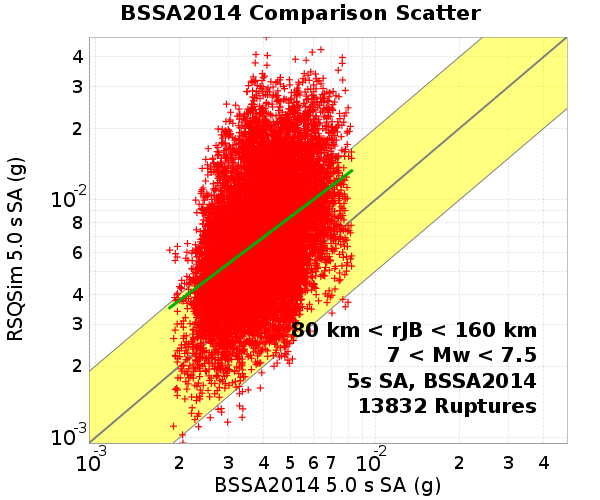 BSSA2014 Comparison Scatter
RSQSim 5.0 s SA (g)
4
3
2
10⁻²
8
6
4
3
2
10⁻³
80 km < rJB < 160 km
7 < Mw < 7.5
5s SA, BSSA2014
13832 Ruptures
10⁻³ 2 3 4 5 6 7 10⁻² 2 3 4
BSSA2014 5.0 s SA (g)